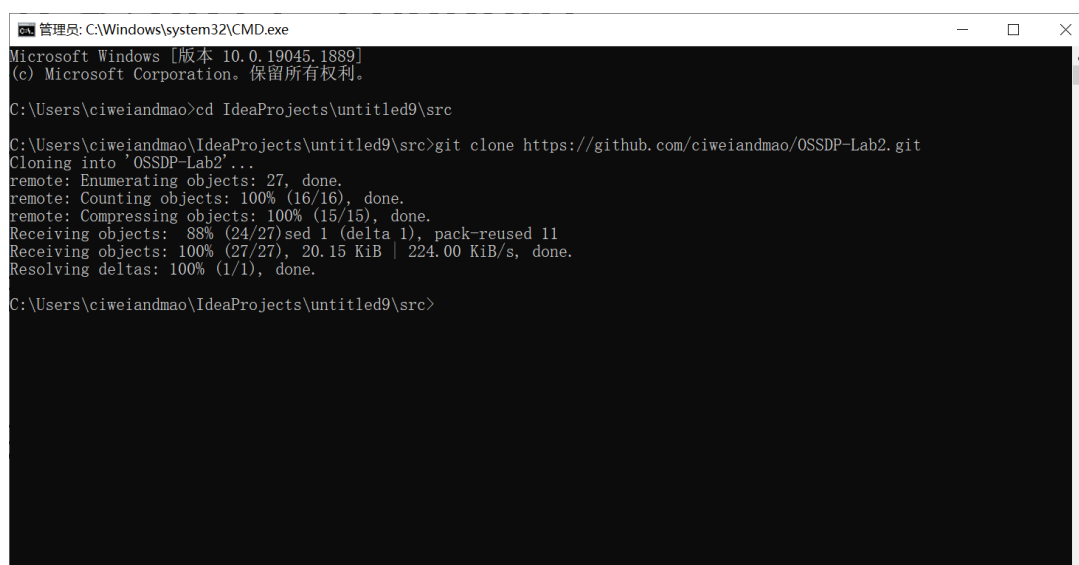 管理员: C:\Windows\system32\CMD.exe
Microsoft Windows [版本 10.0.19045.1889]
(c) Microsoft Corporation。保留所有权利。
C:\Users\ciweiandmao>cd IdeaProjects\untitled9\src
C:\Users\ciweiandmao\IdeaProjects\untitled9\src>git clone https://github.com/ciweiandmao/OSSDP-Lab2.git
Cloning into 'OSSDP-Lab2'...
remote: Enumerating objects: 27, done.
remote: Counting objects: 100% (16/16), done.
remote: Compressing objects: 100% (15/15), done.
Receiving objects:  88% (24/27)sed 1 (delta 1), pack-reused 11
Receiving objects: 100% (27/27), 20.15 KiB | 224.00 KiB/s, done.
Resolving deltas: 100% (1/1), done.
C:\Users\ciweiandmao\IdeaProjects\untitled9\src>